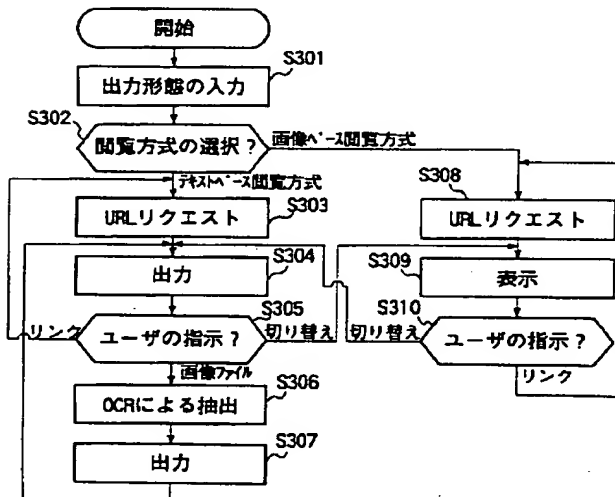 開始
S301
出力形態の入力
S302
閲覧方式の選択?
画像ベース閲覧方式
テキストベース閲覧方式
S308
URLリクエスト
S303
URLリクエスト
S304
出力
S309
表示
S305
ユーザの指示?
リンク
切り替え
切り替え
S310
ユーザの指示?
リンク
画像ファイル
S306
OCRによる抽出
S307
出力